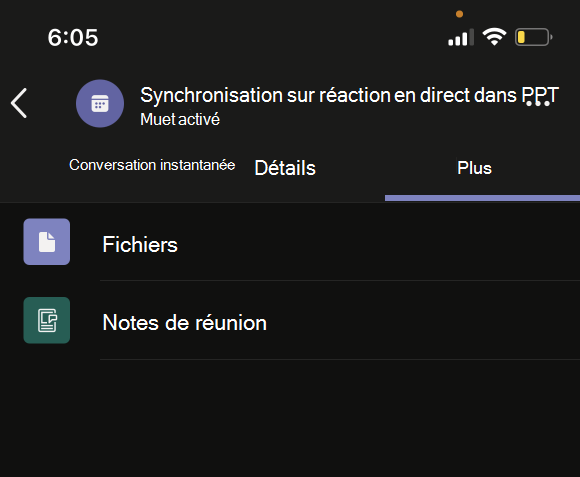 6:05
Synchronisation sur réaction en direct dans PPT
Muet activé
Conversation instantanée Détails Plus
Fichiers
Notes de réunion